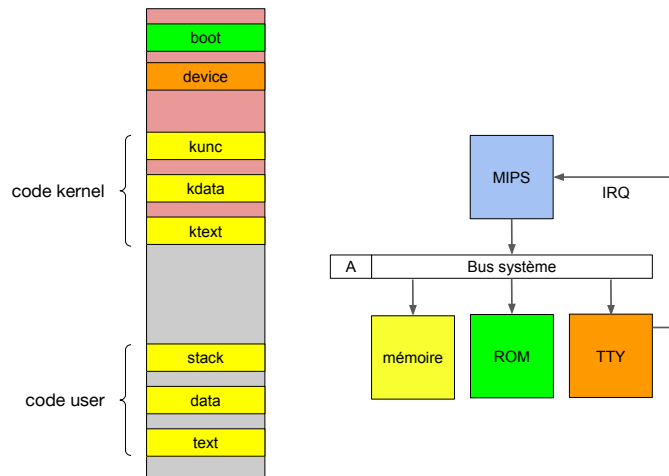 boot
device
kunc
kdata
ktext
code kernel
stack
data
text
code user
MIPS
IRQ
A
Bus système
mémoire
ROM
TTY